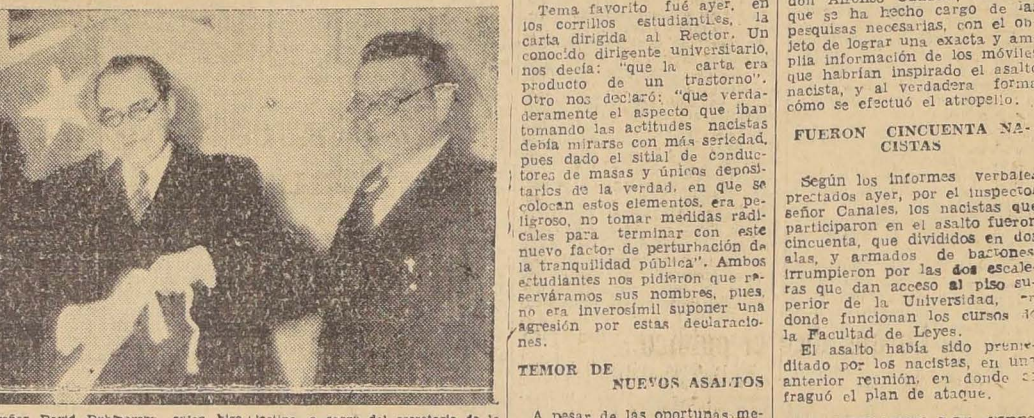 Tema favorito fué ayer, en
los corrillos estudiantiles, la
carta dirigida al Rector. Un
conocido dirigente universitario,
nos decía: "que la carta era
producto de un trastorno".
Otro nos declaró: "que verda-
deramente el aspecto que iban
tomando las actitudes nacistas
debía mirarse con más seriedad,
pues dado el sitial de conduc-
tores de masas y únicos deposi-
tarios de la verdad, en que se
colocan estos elementos, era pe-
ligroso, no tomar medidas radi-
cales para terminar con este
nuevo factor de perturbación de
la tranquilidad pública". Ambos
estudiantes nos pidieron que re-
serváramos sus nombres, pues,
no era inverosímil suponer una
agresión por estas declaracio-
nes.
TEMOR DE
NUEVOS ASALTOS
A pesar de las oportunas me-
que se ha hecho cargo de la
pesquisas necesarias, con el ob
jeto de lograr una exacta y am
plia información de los móvile
que habrían inspirado el asalto
nacista, y al verdadera forma
cómo se efectuó el atropello.
FUERON CINCUENTA NA-
CISTAS
Según los informes verbale
prestados ayer, por el inspecto
señor Canales, los nacistas que
participaron en el asalto fueron
cincuenta, que divididos en dos
alas, y armados de bastones
irrumpieron por las dos escale
ras que dan acceso al piso su-
perior de la Universidad,
donde funcionan los cursos
la Facultad de Leyes.
El asalto había sido preme-
ditado por los nacistas, en una
anterior reunión, en donde
fraguó el plan de ataque.